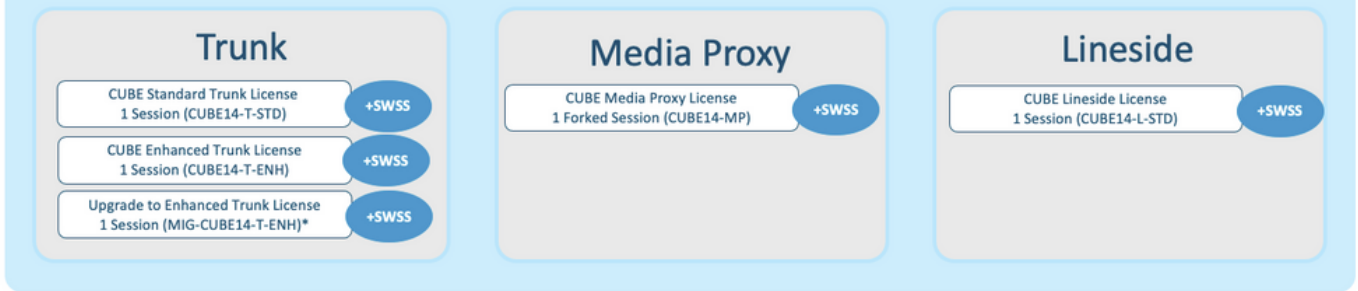 Trunk
CUBE Standard Trunk License
1 Session (CUBE14-T-STD)
+SWSS
CUBE Enhanced Trunk License
1 Session (CUBE14-T-ENH)
+SWSS
Upgrade to Enhanced Trunk License
1 Session (MIG-CUBE14-T-ENH)*
+SWSS
Media Proxy
CUBE Media Proxy License
1 Forked Session (CUBE14-MP)
+SWSS
Lineside
CUBE Lineside License
1 Session (CUBE14-L-STD)
+SWSS